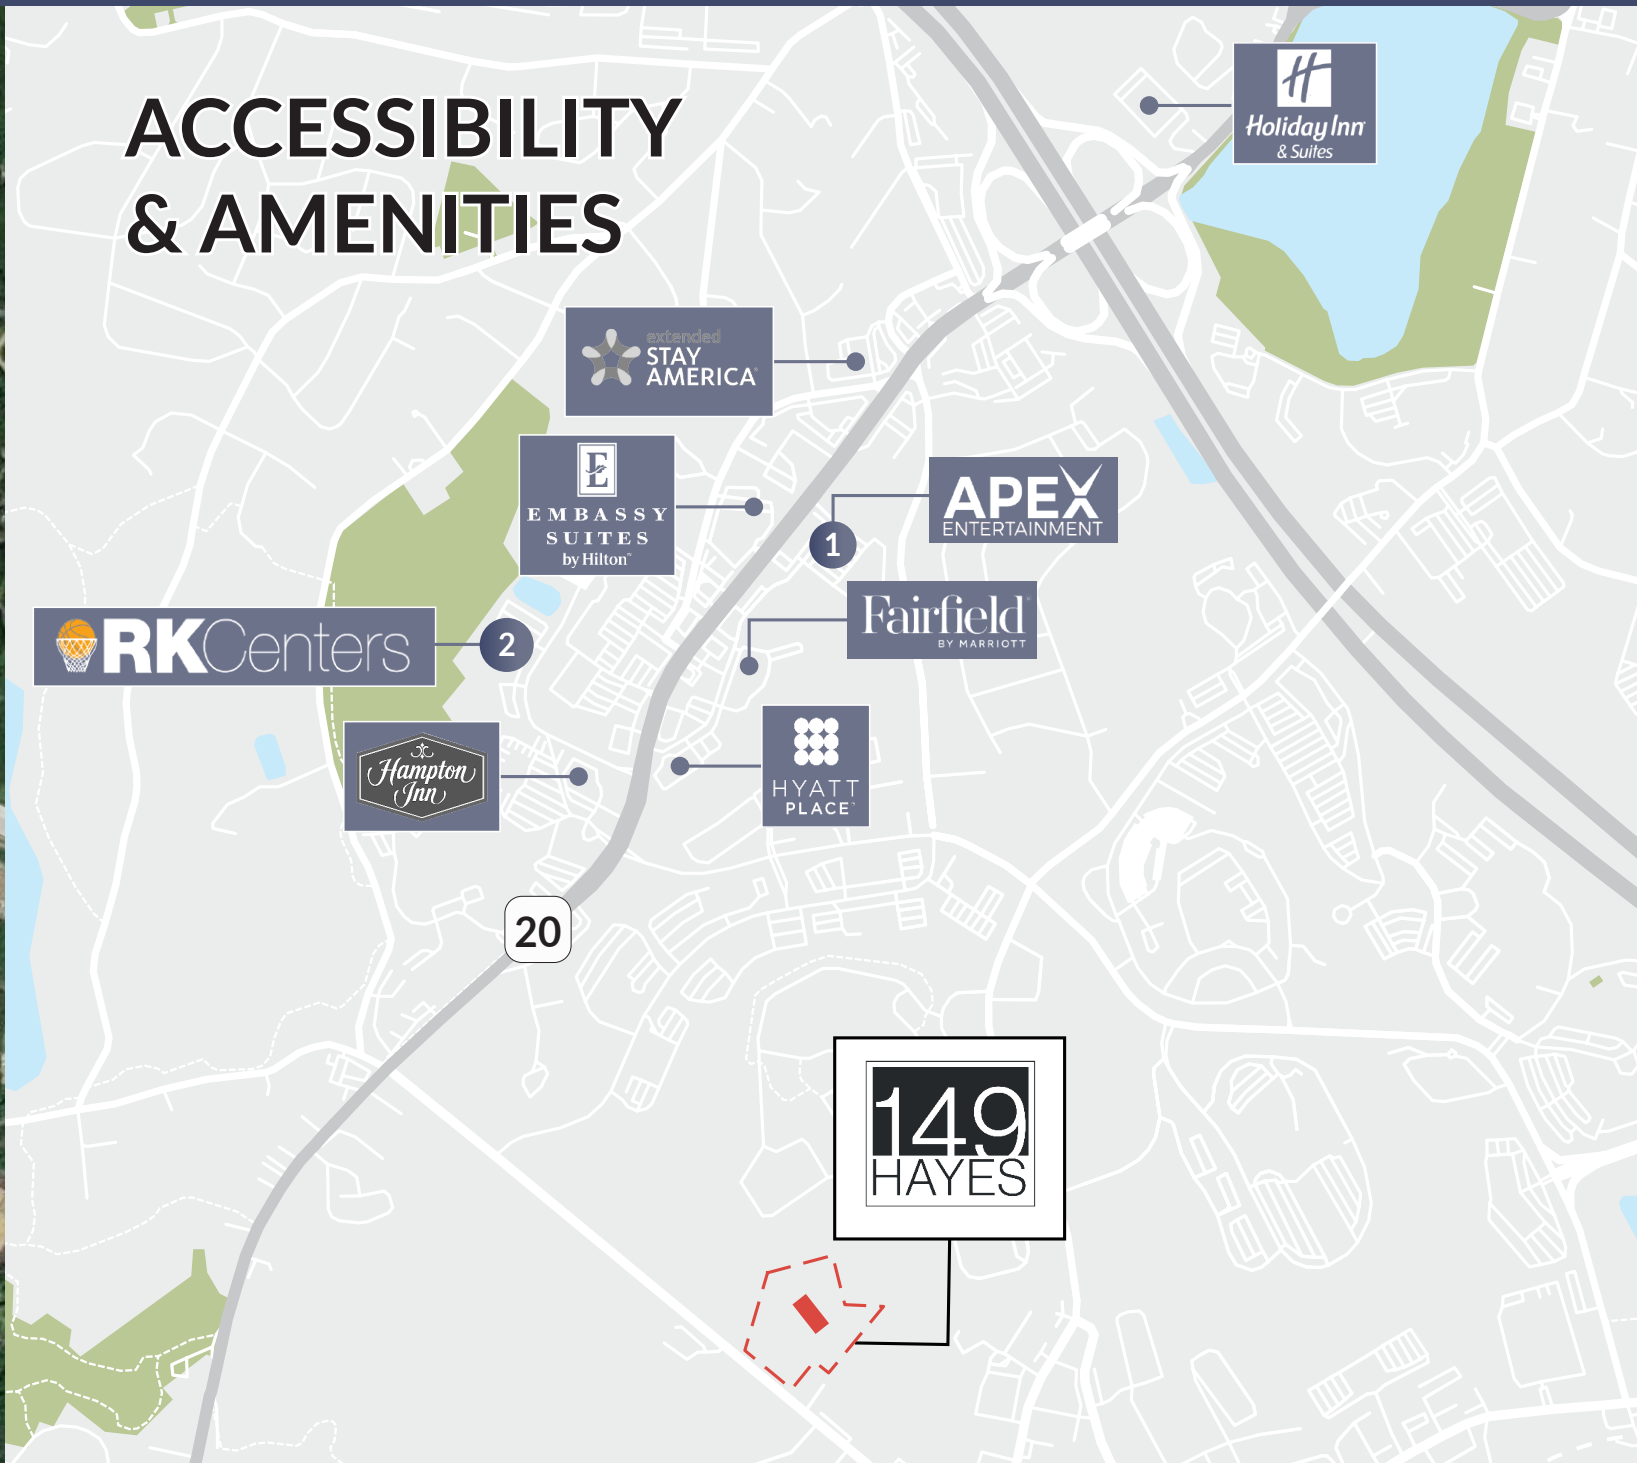 ACCESSIBILITY
& AMENITIES
H
Holiday Inn
& Suites
extended
STAY
AMERICA
E
EMBASSY
SUITES
by Hilton™
APEX
ENTERTAINMENT
1
Fairfield
BY MARRIOTT
RKCenters
2
Hampton
Inn
HYATT
PLACE
20
149
HAYES